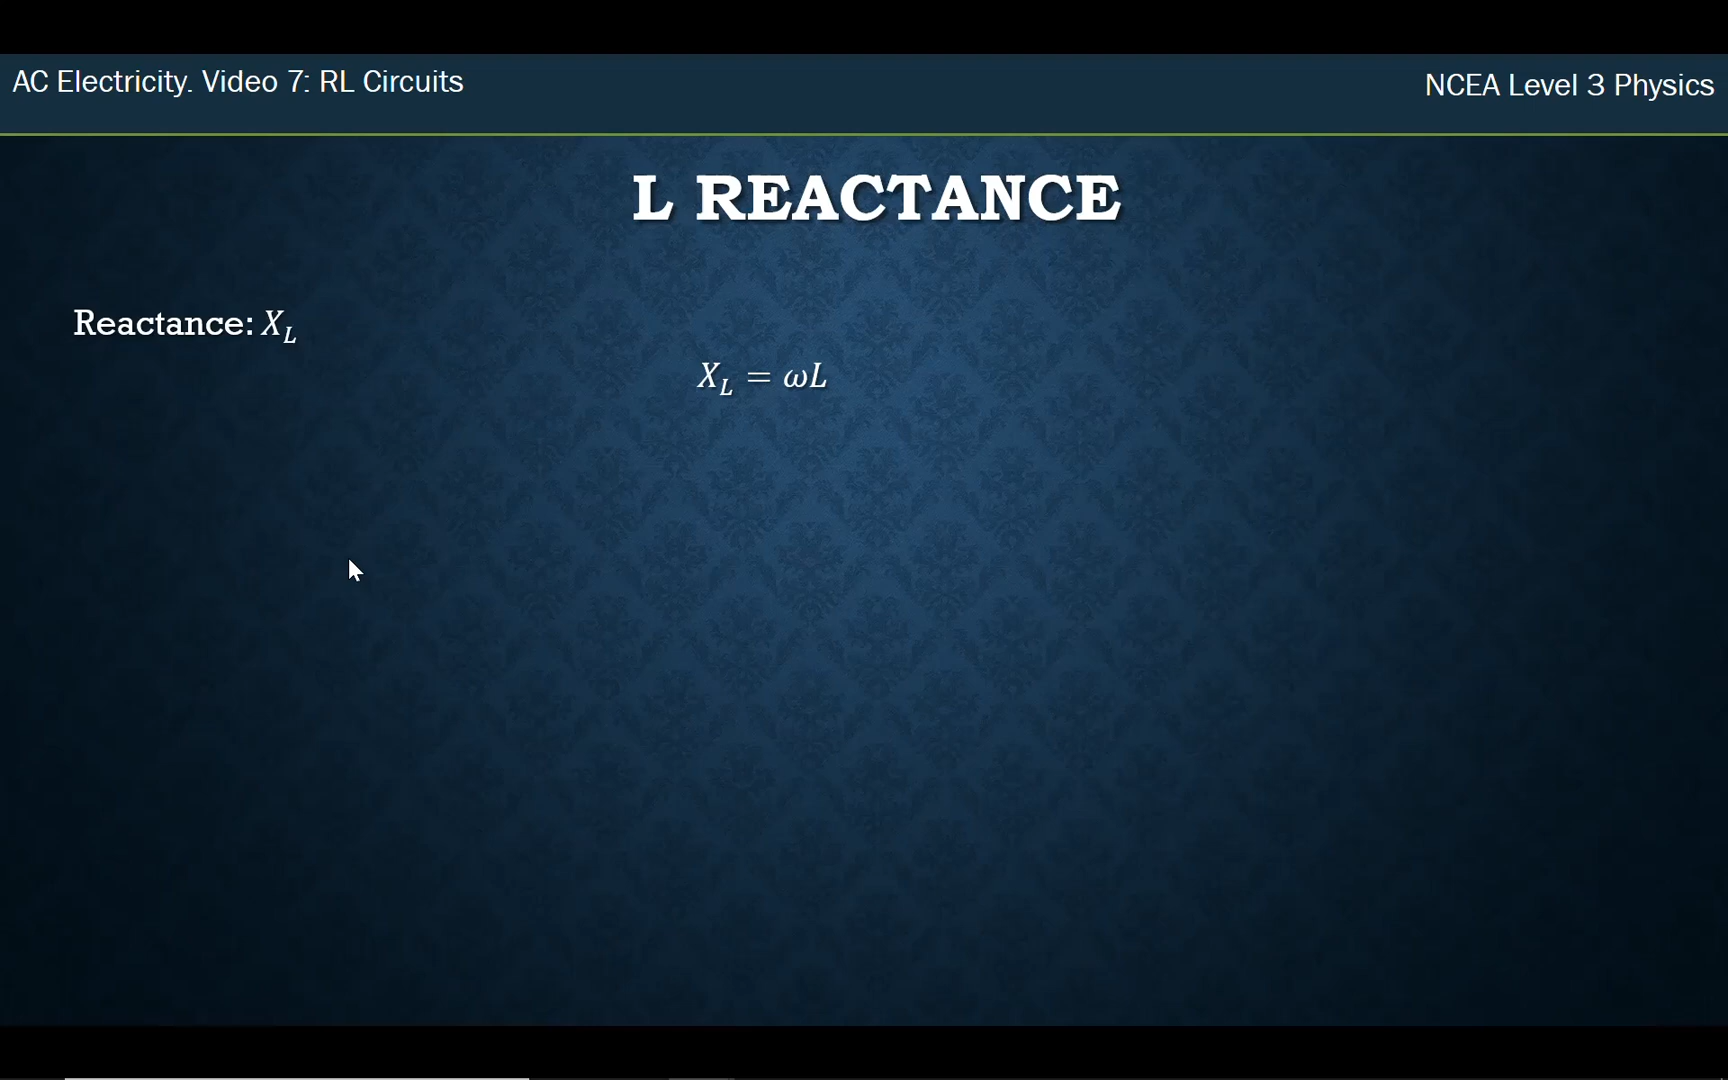 AC Electricity. Video 7: RL Circuits
NCEA Level 3 Physics
L REACTANCE
Reactance: X_L
X_L = ωL